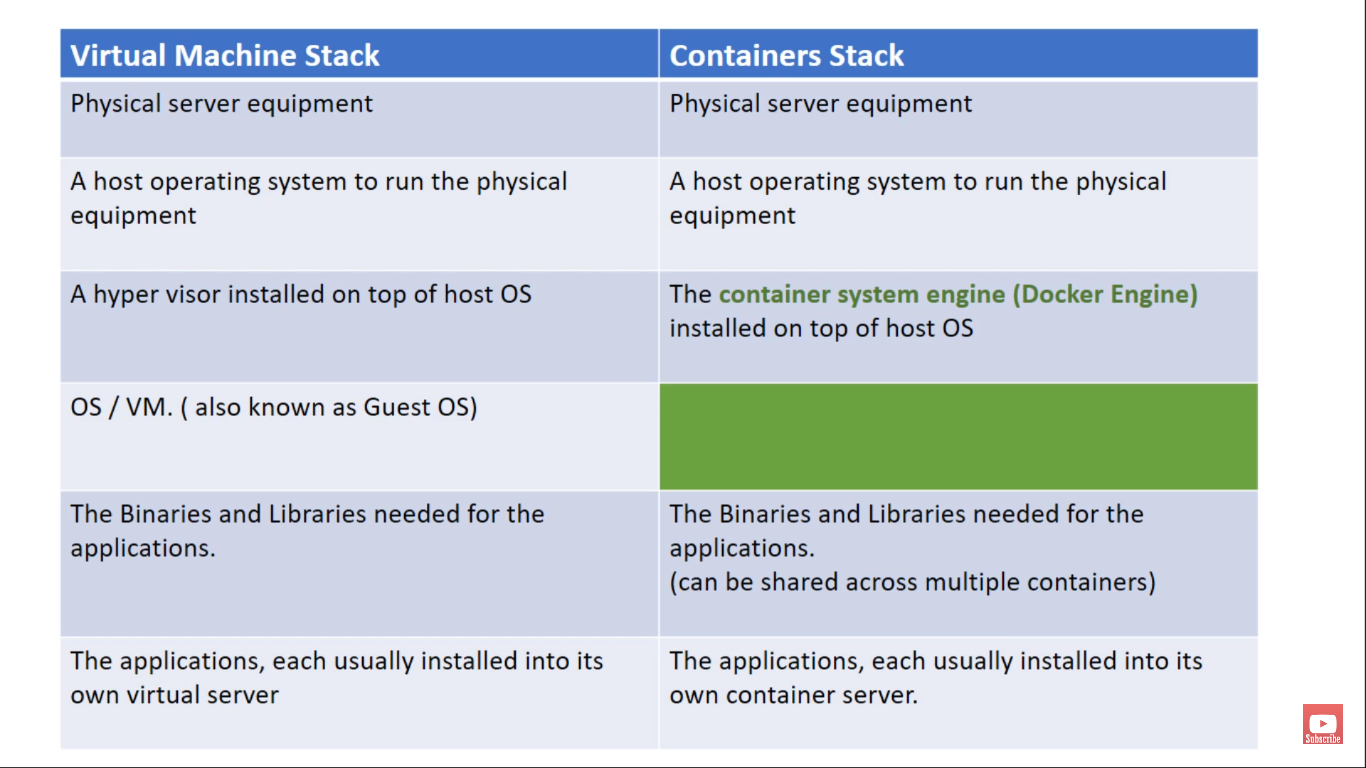 Virtual Machine Stack
Containers Stack
Physical server equipment
Physical server equipment
A host operating system to run the physical
equipment
A host operating system to run the physical
equipment
A hyper visor installed on top of host OS
The container system engine (Docker Engine)
installed on top of host OS
OS / VM. ( also known as Guest OS)
The Binaries and Libraries needed for the
applications.
The Binaries and Libraries needed for the
applications.
(can be shared across multiple containers)
The applications, each usually installed into its
own virtual server
The applications, each usually installed into its
own container server.
Subscribe